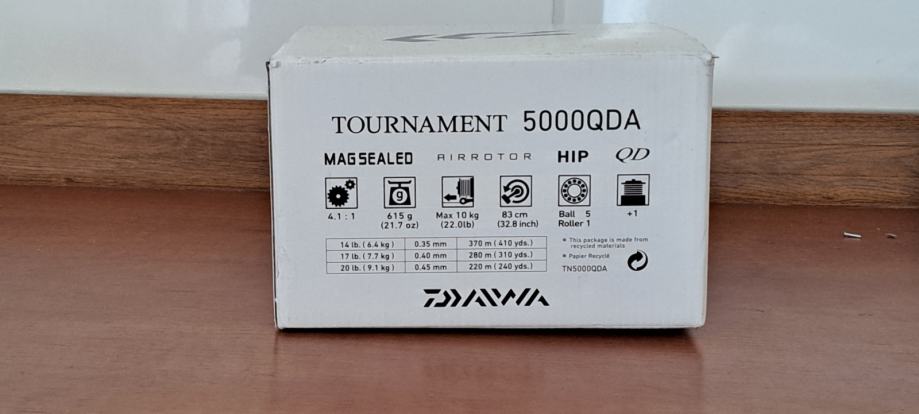 TOURNAMENT 5000QDA
MAGSEALED AIRROTOR HIP QD
g
4.1 : 1
615 g
(21.7 oz)
Max 10 kg
(22.0lb)
83 cm
(32.8 inch)
Ball 5
Roller 1
+1
14 lb. ( 6.4 kg ) 0.35 mm 370 m ( 410 yds. )
17 lb. ( 7.7 kg ) 0.40 mm 280 m ( 310 yds. )
20 lb. ( 9.1 kg ) 0.45 mm 220 m ( 240 yds. )
* This package is made from
recycled materials
* Papier Recyclé
TN5000QDA
DAIWA